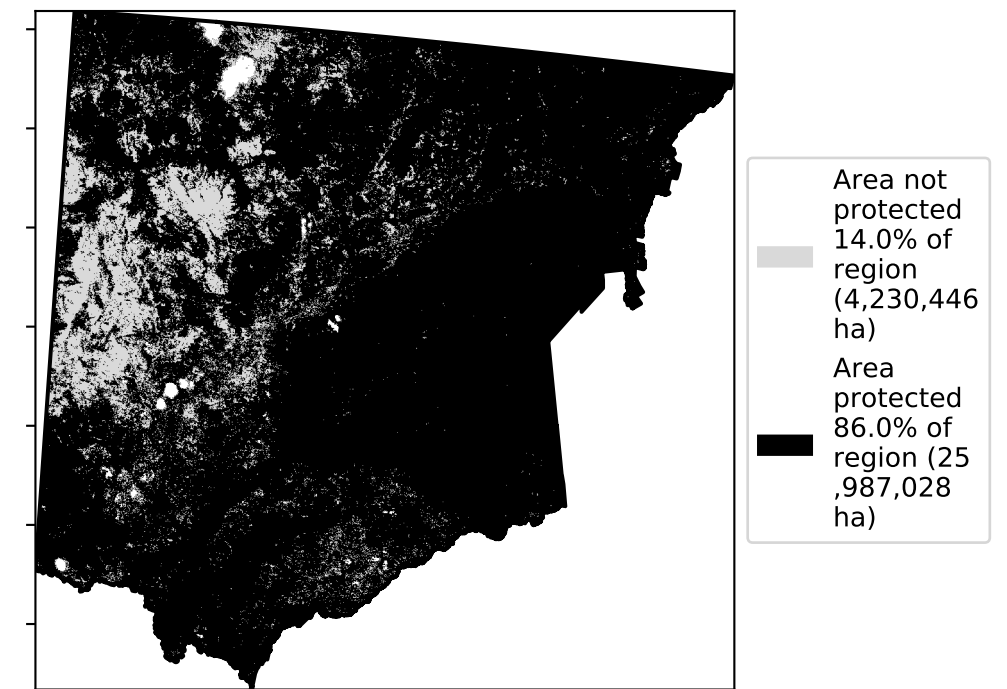 Area not
protected
14.0% of
region
(4,230,446
ha)
Area
protected
86.0% of
region (25
,987,028
ha)